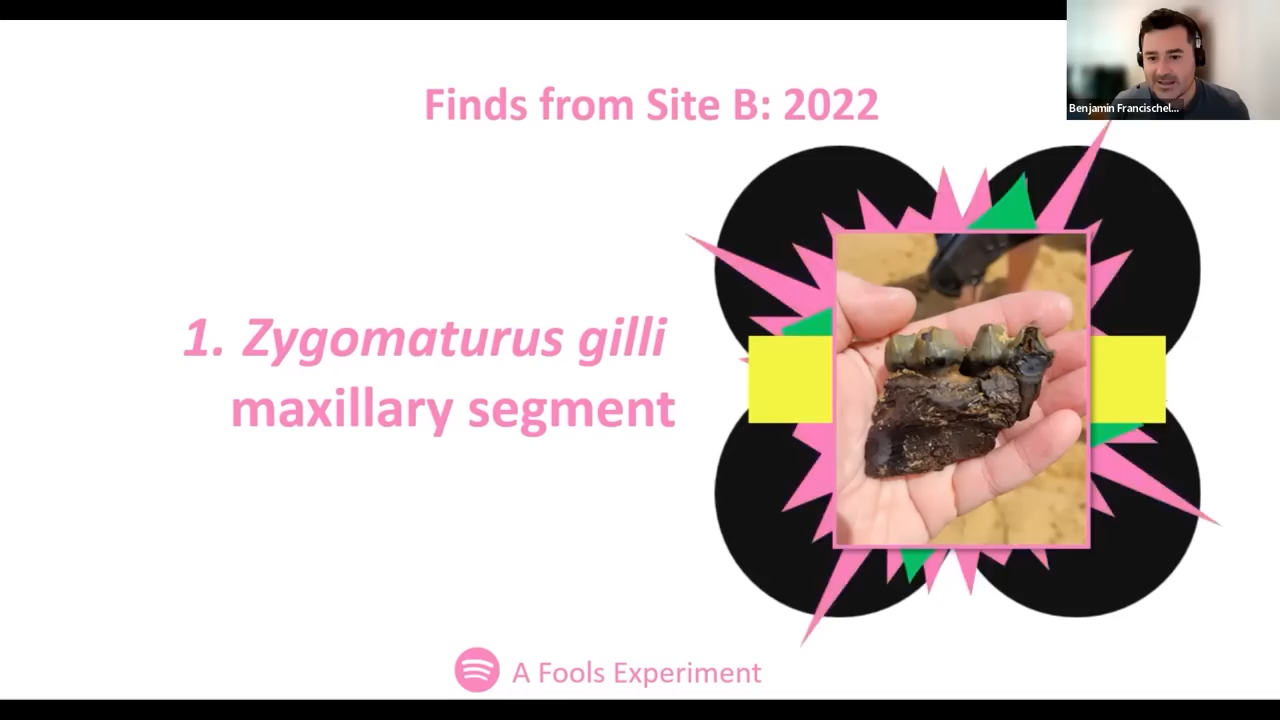 Finds from Site B: 2022
Benjamin Francischel...
1. Zygomaturus gilli
maxillary segment
A Fools Experiment